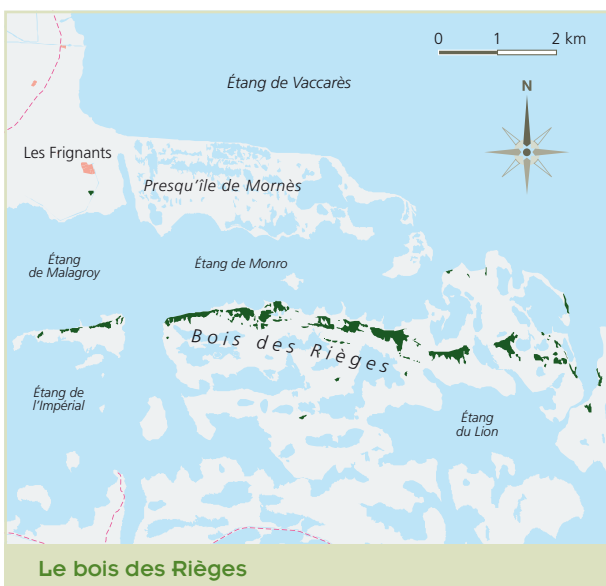 0 1 2 km
Étang de Vaccarès
N
Les Frignants
Presqu’île de Mornès
Étang
de Malagroy
Étang de Monro
Bois des Rièges
Étang de
l’Impérial
Étang
du Lion
Le bois des Rièges